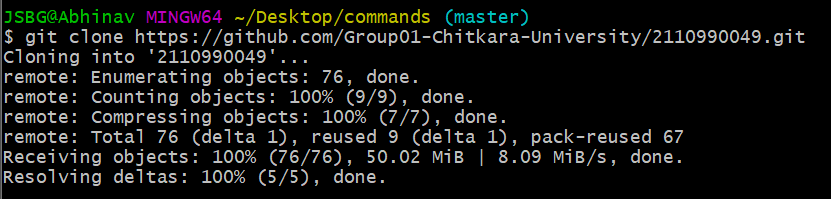 JSBG@Abhinav MINGW64 ~/Desktop/commands (master)
$ git clone https://github.com/Group01-Chitkara-University/2110990049.git
Cloning into '2110990049'...
remote: Enumerating objects: 76, done.
remote: Counting objects: 100% (9/9), done.
remote: Compressing objects: 100% (7/7), done.
remote: Total 76 (delta 1), reused 9 (delta 1), pack-reused 67
Receiving objects: 100% (76/76), 50.02 MiB | 8.09 MiB/s, done.
Resolving deltas: 100% (5/5), done.